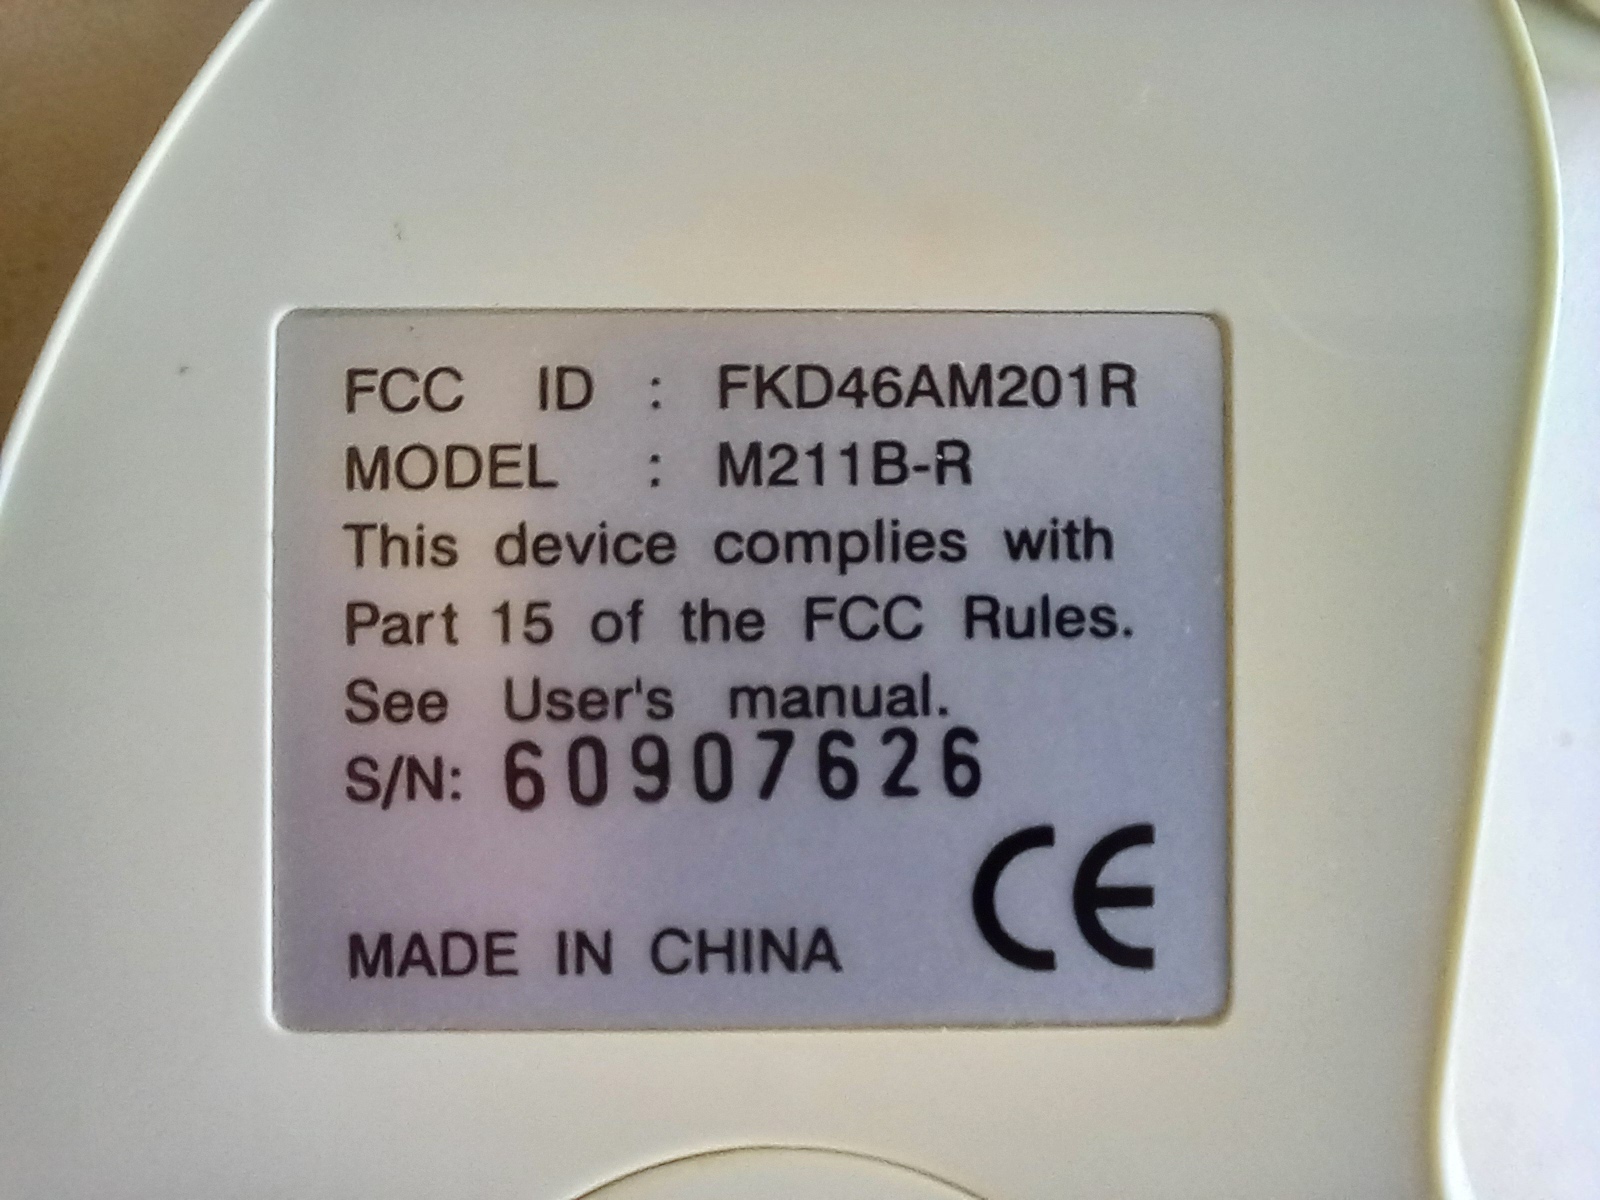 FCC ID : FKD46AM201R
MODEL : M211B-R
This device complies with
Part 15 of the FCC Rules.
See User's manual.
S/N: 60907626
CE
MADE IN CHINA